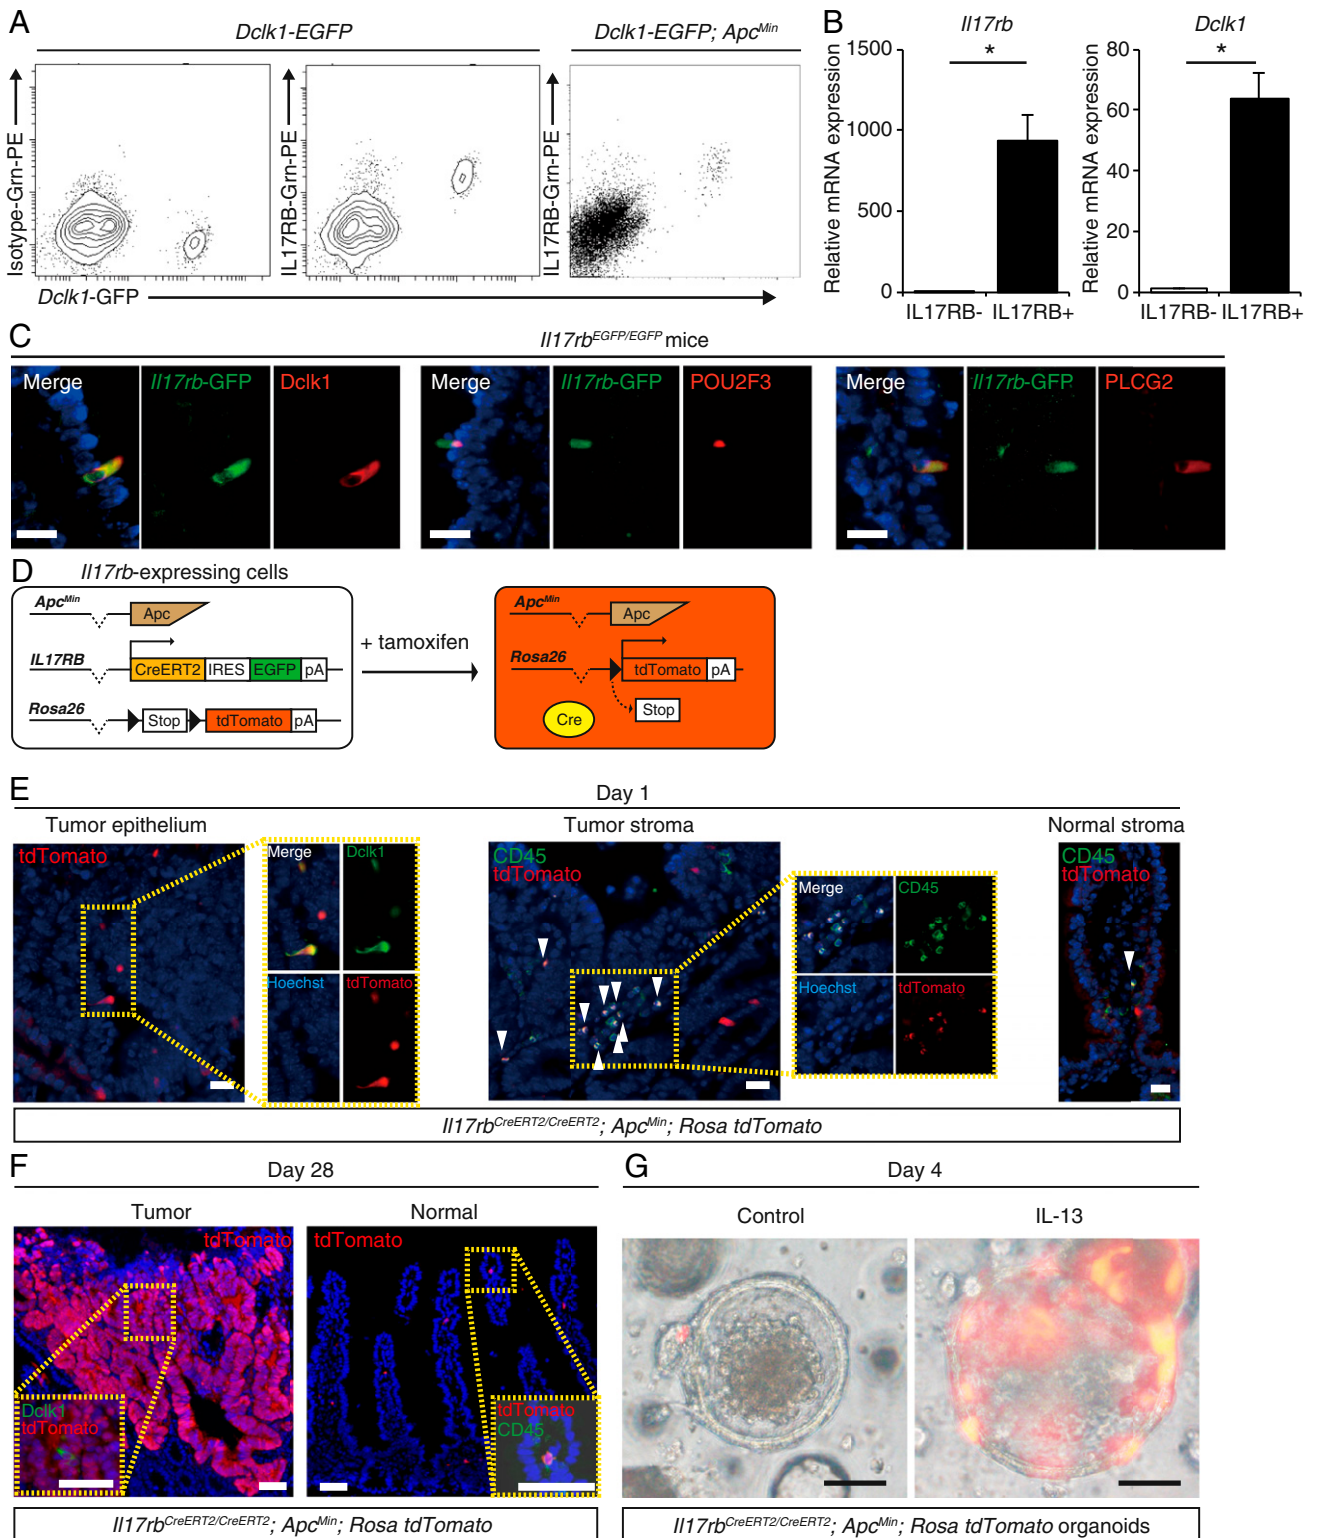 A
Dclk1-EGFP
Dclk1-EGFP; ApcMin
Isotype-Grn-PE
IL17RB-Grn-PE
IL17RB-Grn-PE
Dclk1-GFP
B
Il17rb
Dclk1
Relative mRNA expression
1500
1000
500
0
*
IL17RB- IL17RB+
Relative mRNA expression
80
60
40
20
0
*
IL17RB- IL17RB+
C
Il17rbEGFP/EGFP mice
Merge
Il17rb-GFP
Dclk1
Merge
Il17rb-GFP
POU2F3
Merge
Il17rb-GFP
PLCG2
D
Il17rb-expressing cells
ApcMin
Apc
IL17RB
CreERT2 IRES EGFP pA
Rosa26
Stop tdTomato pA
+ tamoxifen
ApcMin
Apc
Rosa26
tdTomato pA
Stop
Cre
E
Day 1
Tumor epithelium
Tumor stroma
Normal stroma
tdTomato
Merge
Dclk1
Hoechst
tdTomato
CD45
tdTomato
Merge
CD45
Hoechst
tdTomato
CD45
tdTomato
Il17rbCreERT2/CreERT2; ApcMin; Rosa tdTomato
F
Day 28
Tumor
Normal
tdTomato
Dclk1
tdTomato
tdTomato
tdTomato
CD45
Il17rbCreERT2/CreERT2; ApcMin; Rosa tdTomato
G
Day 4
Control
IL-13
Il17rbCreERT2/CreERT2; ApcMin; Rosa tdTomato organoids